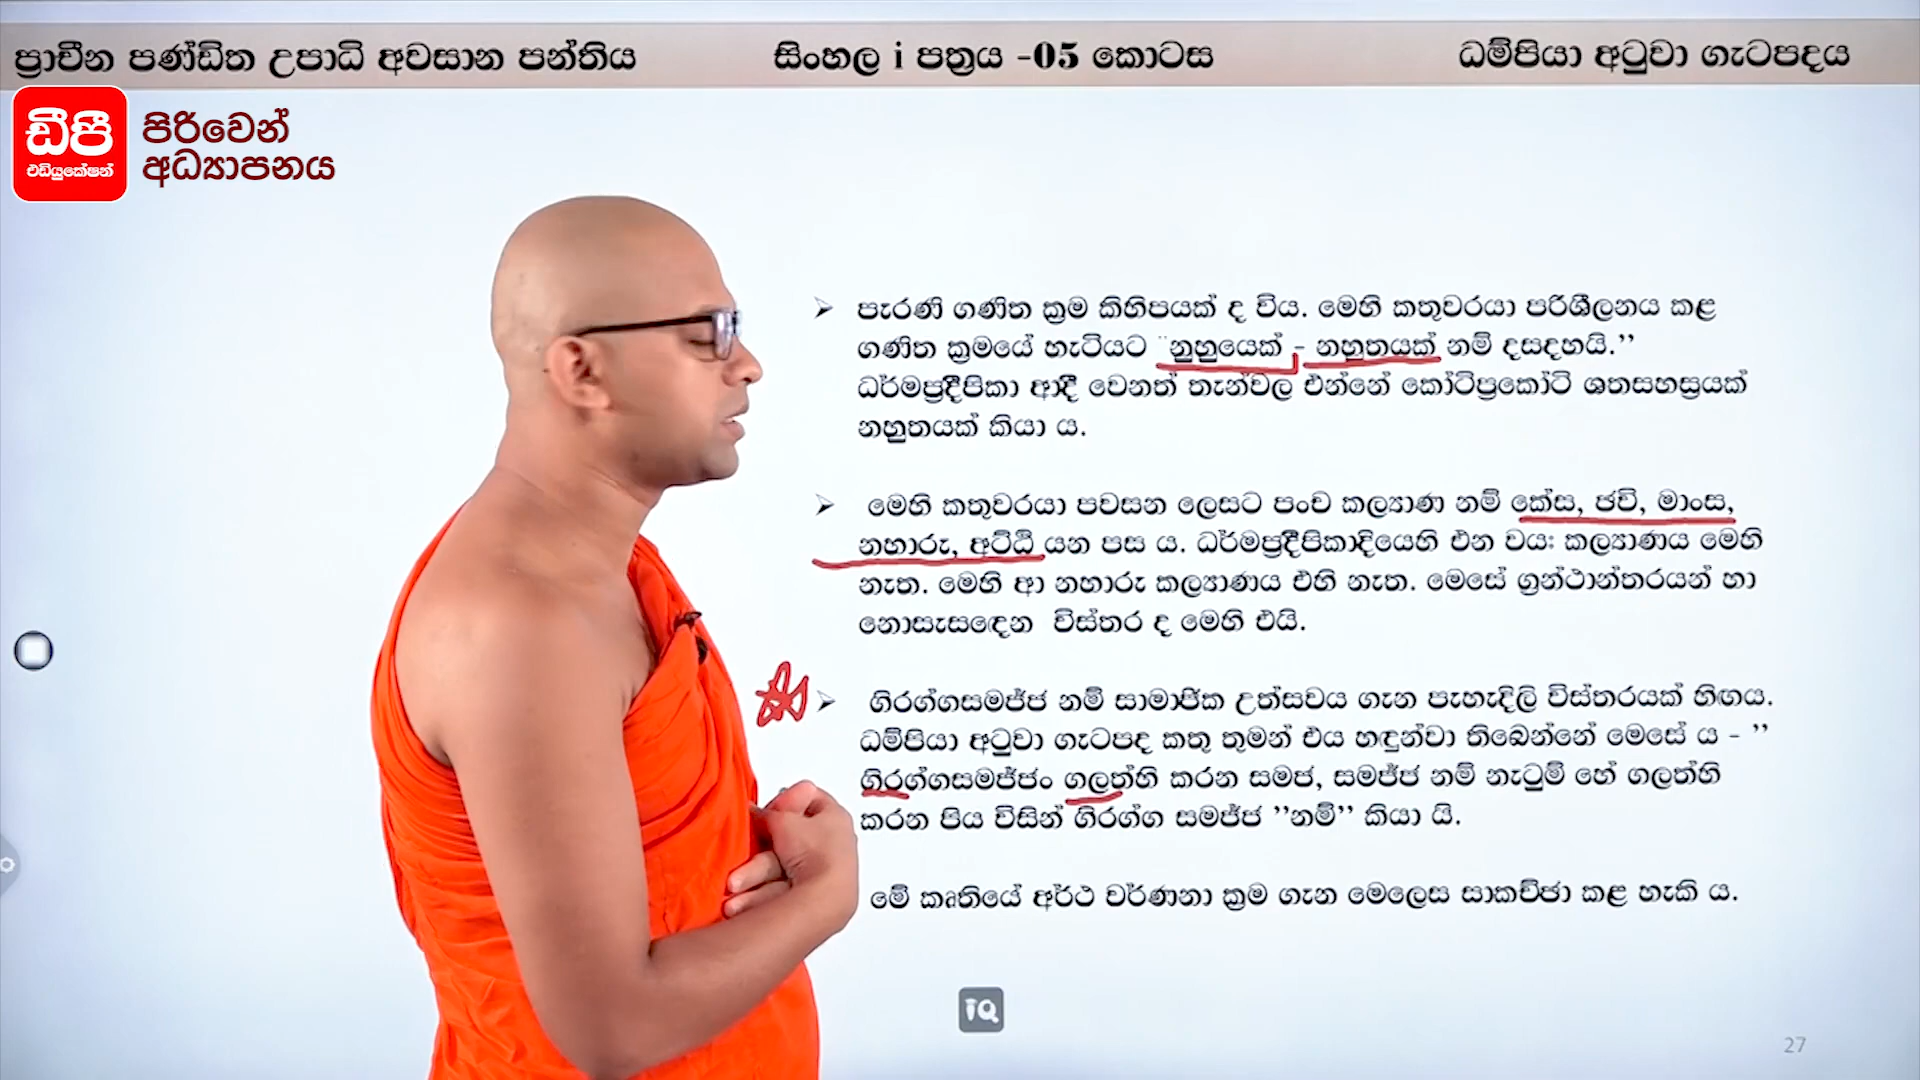 ප්‍රාචීන පණ්ඩිත උපාධි අවසාන පන්තිය
සිංහල i පත්‍රය -05 කොටස
ධම්පියා අටුවා ගැටපදය
ඩීපී
එඩියුකේෂන්
පිරිවෙන්
අධ්‍යාපනය
➢ පැරණි ගණිත ක්‍රම කිහිපයක් ද විය. මෙහි කතුවරයා පරිශීලනය කළ
ගණිත ක්‍රමයේ හැටියට ¨නුහුයෙක් - නහුතයක් නම් දසදහයි.’’
ධර්මප්‍රදීපිකා ආදී වෙනත් තැන්වල එන්නේ කෝටිප්‍රකෝටි ශතසහස්‍රයක්
නහුතයක් කියා ය.
➢ මෙහි කතුවරයා පවසන ලෙසට පංච කල්‍යාණ නම් කේස, ඡවි, මාංස,
නහාරු, අට්ඨි යන පස ය. ධර්මප්‍රදීපිකාදියෙහි එන වයඃ කල්‍යාණය මෙහි
නැත. මෙහි ආ නහාරු කල්‍යාණය එහි නැත. මෙසේ ග්‍රන්ථාන්තරයන් හා
නොසැසඳෙන විස්තර ද මෙහි එයි.
➢ ගිරග්ගසමජ්ජ නම් සාමාජික උත්සවය ගැන පැහැදිලි විස්තරයක් හිඟය.
ධම්පියා අටුවා ගැටපද කතු තුමන් එය හඳුන්වා තිබෙන්නේ මෙසේ ය - ’’
ගිරග්ගසමජ්ජං ගලත්හි කරන සමජ, සමජ්ජ නම් නැටුම් හේ ගලත්හි
කරන පිය විසින් ගිරග්ග සමජ්ජ ’’නම්’’ කියා යි.
මේ කෘතියේ අර්ථ වර්ණනා ක්‍රම ගැන මෙලෙස සාකච්ඡා කළ හැකි ය.
IQ
27